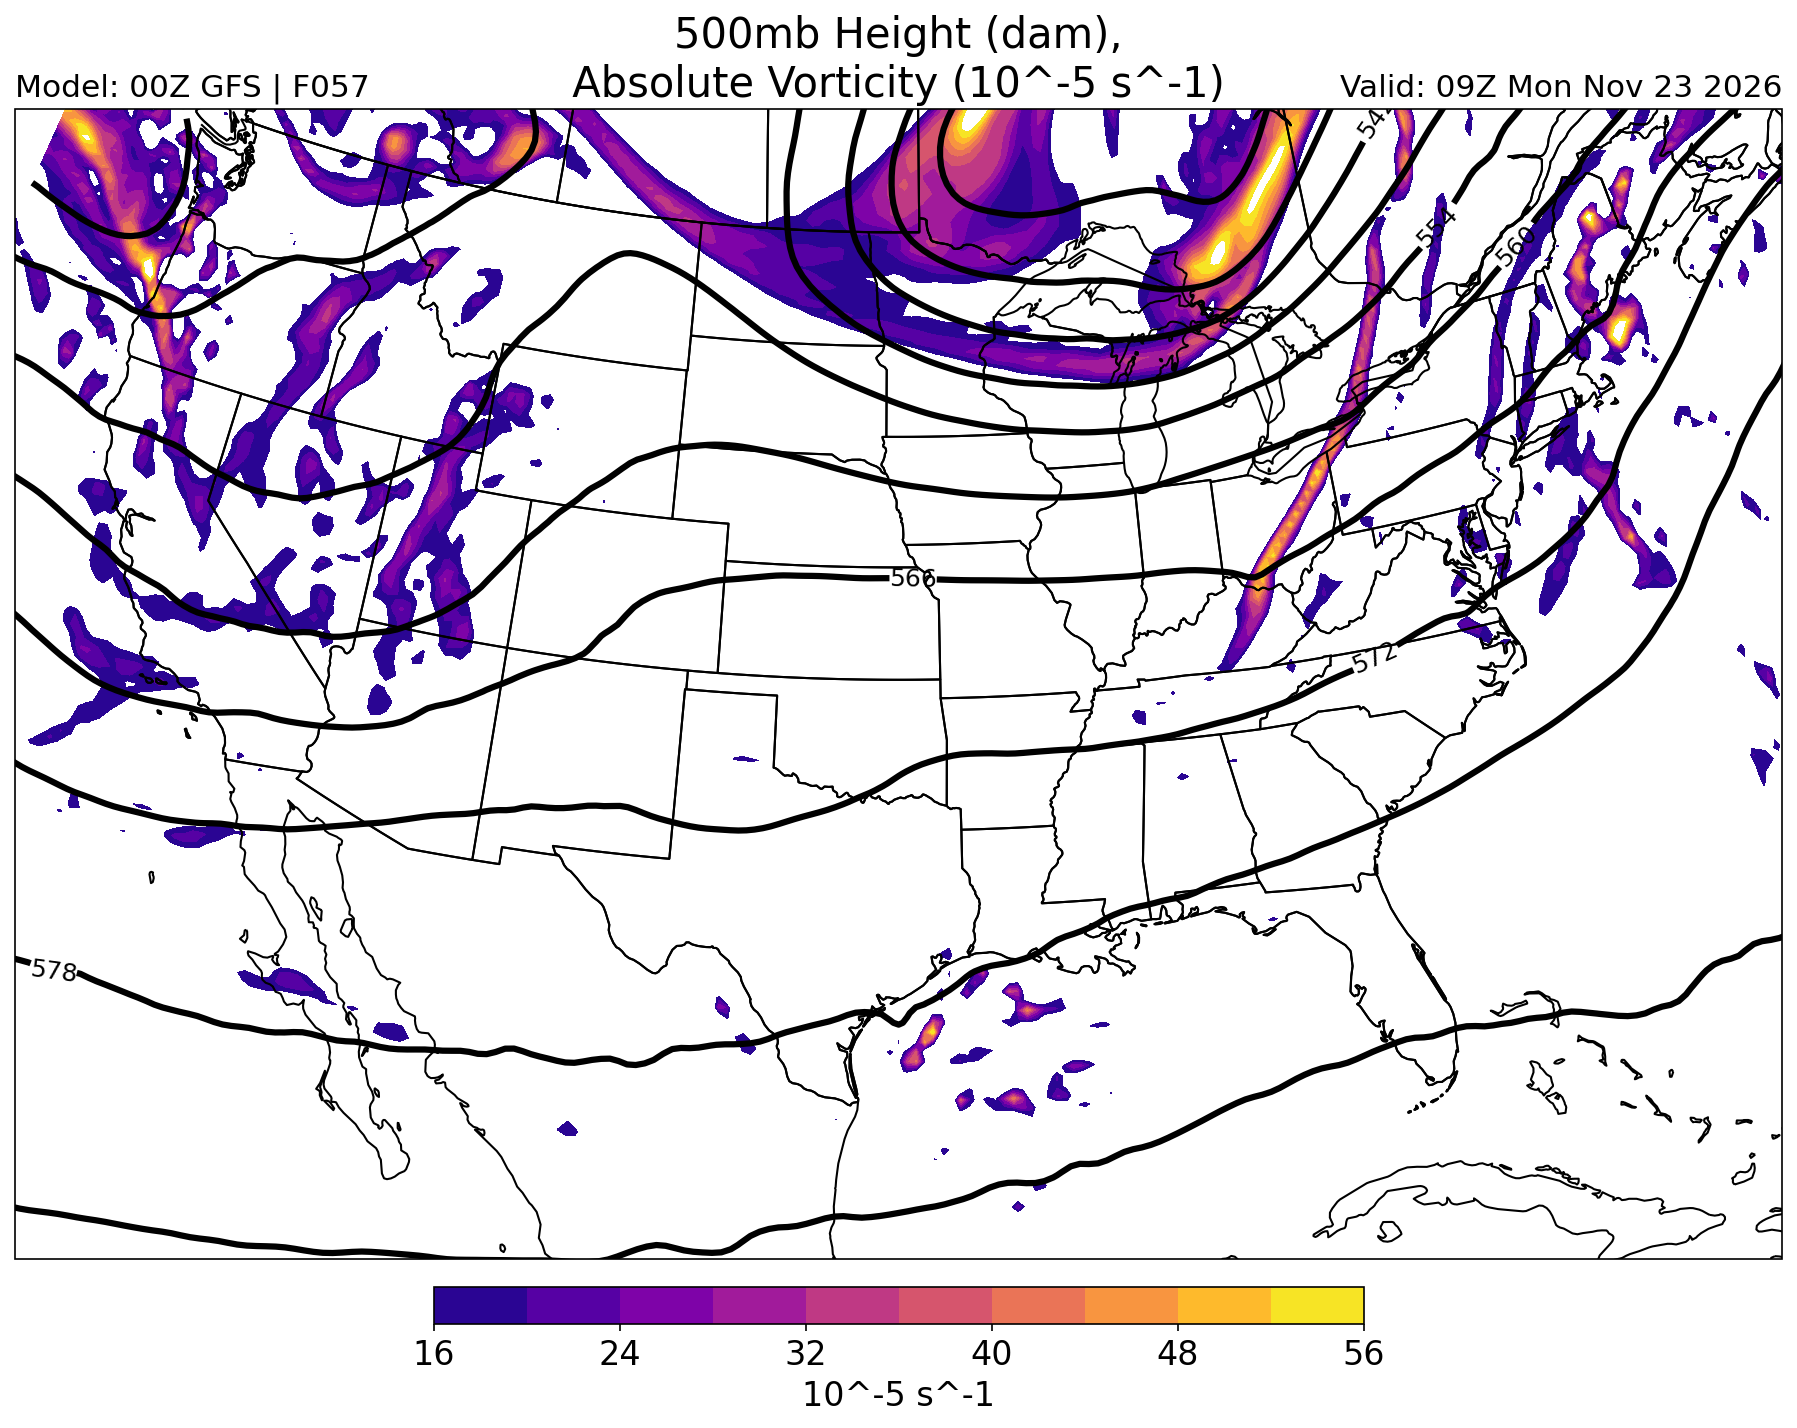 500mb Height (dam),
Absolute Vorticity (10^-5 s^-1)
Model: 00Z GFS | F057
Valid: 09Z Mon Nov 23 2026
554
560
566
572
578
16 24 32 40 48 56
10^-5 s^-1